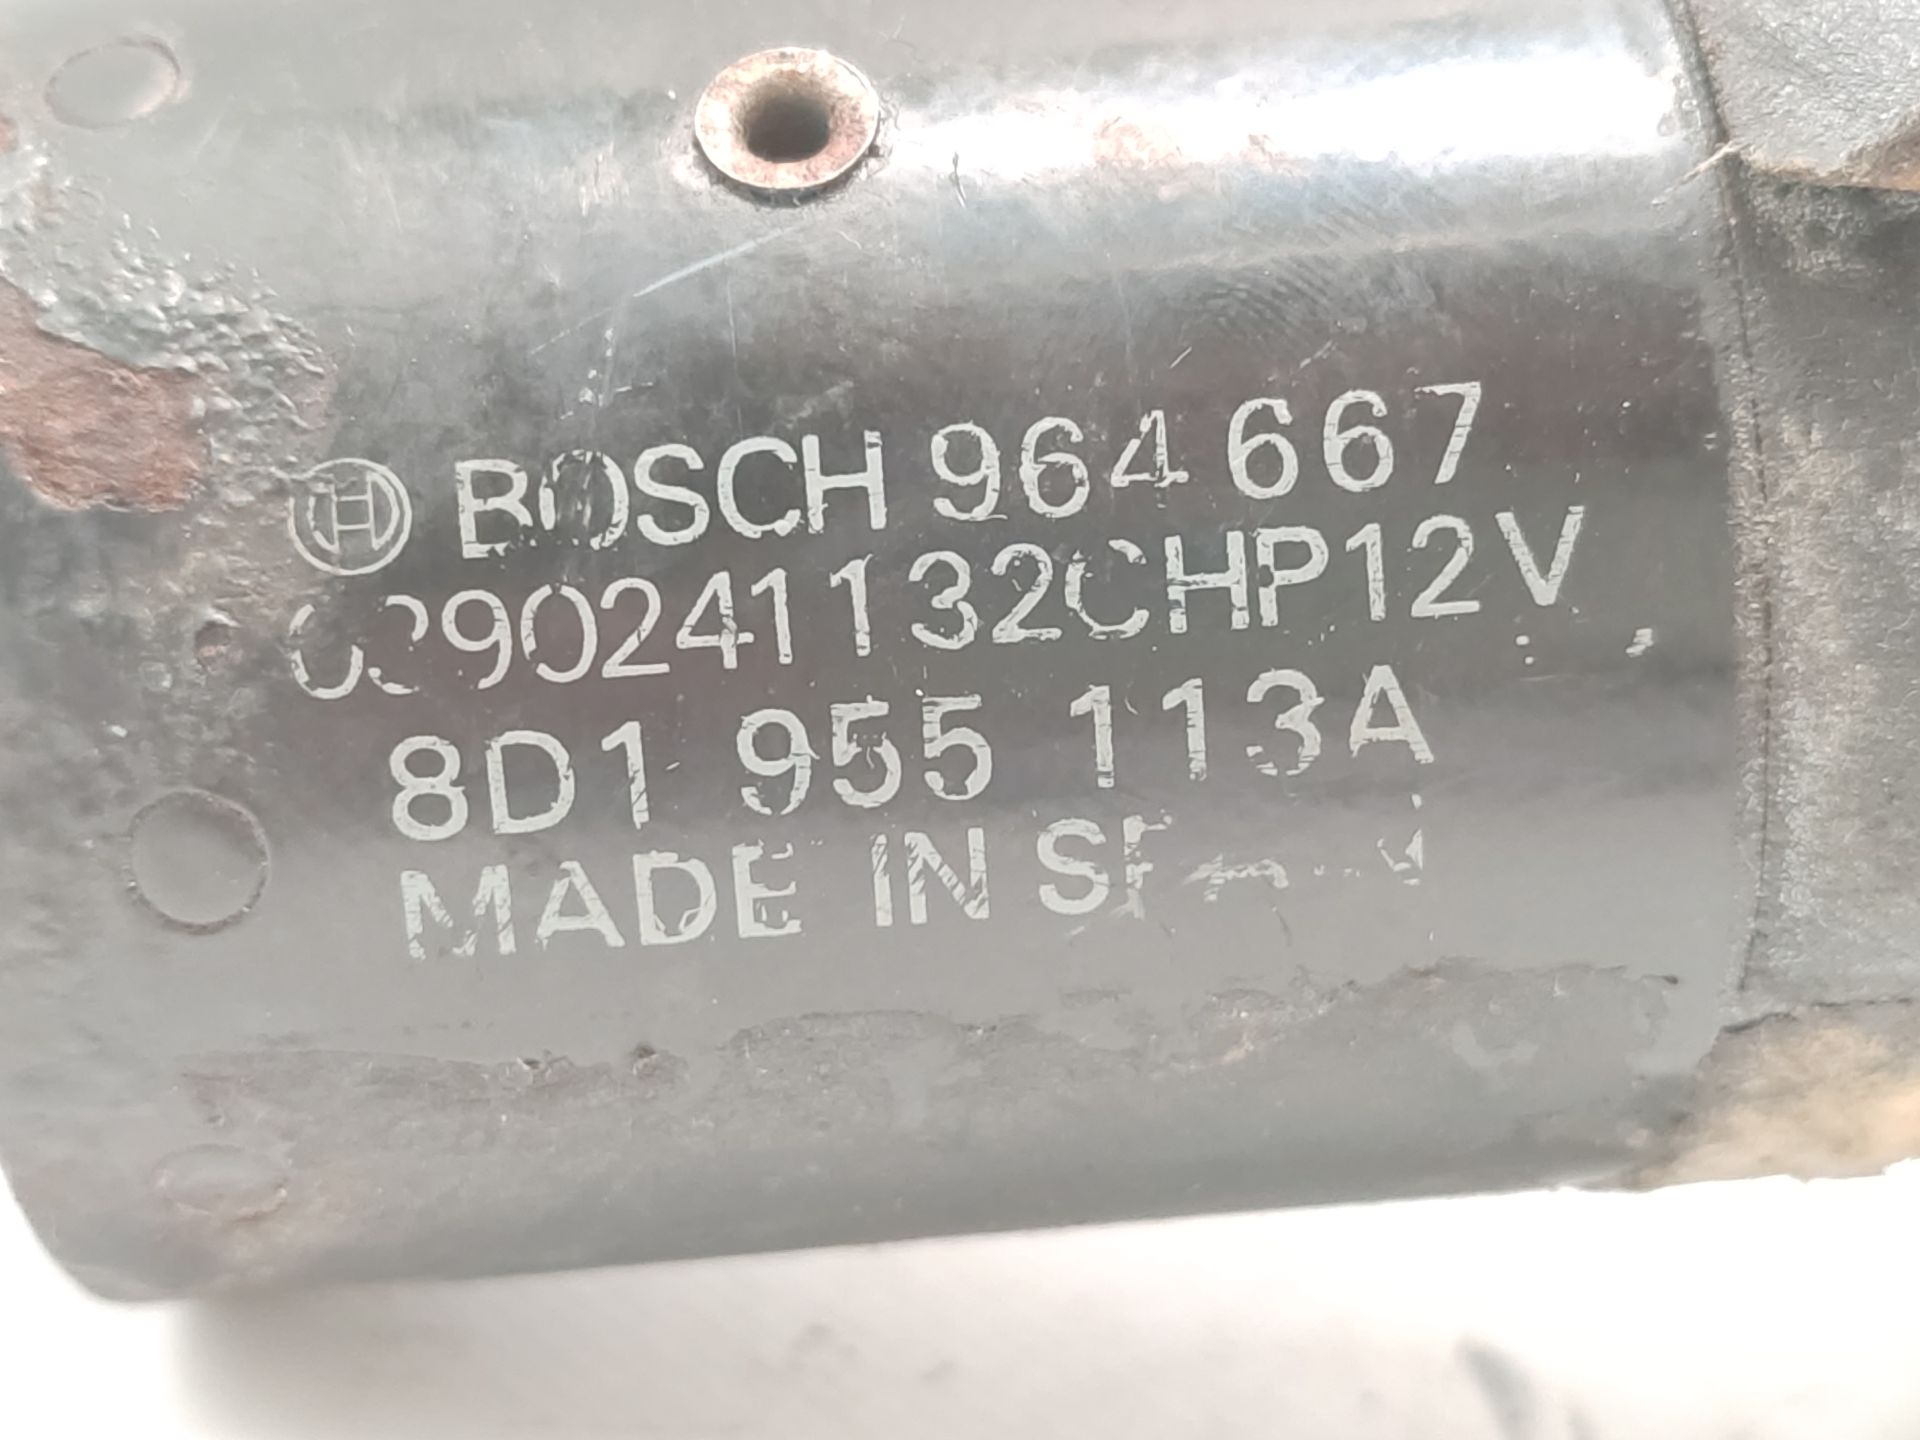 BOSCH 964 667
0390241132CHP12V
8D1 955 113A
MADE IN